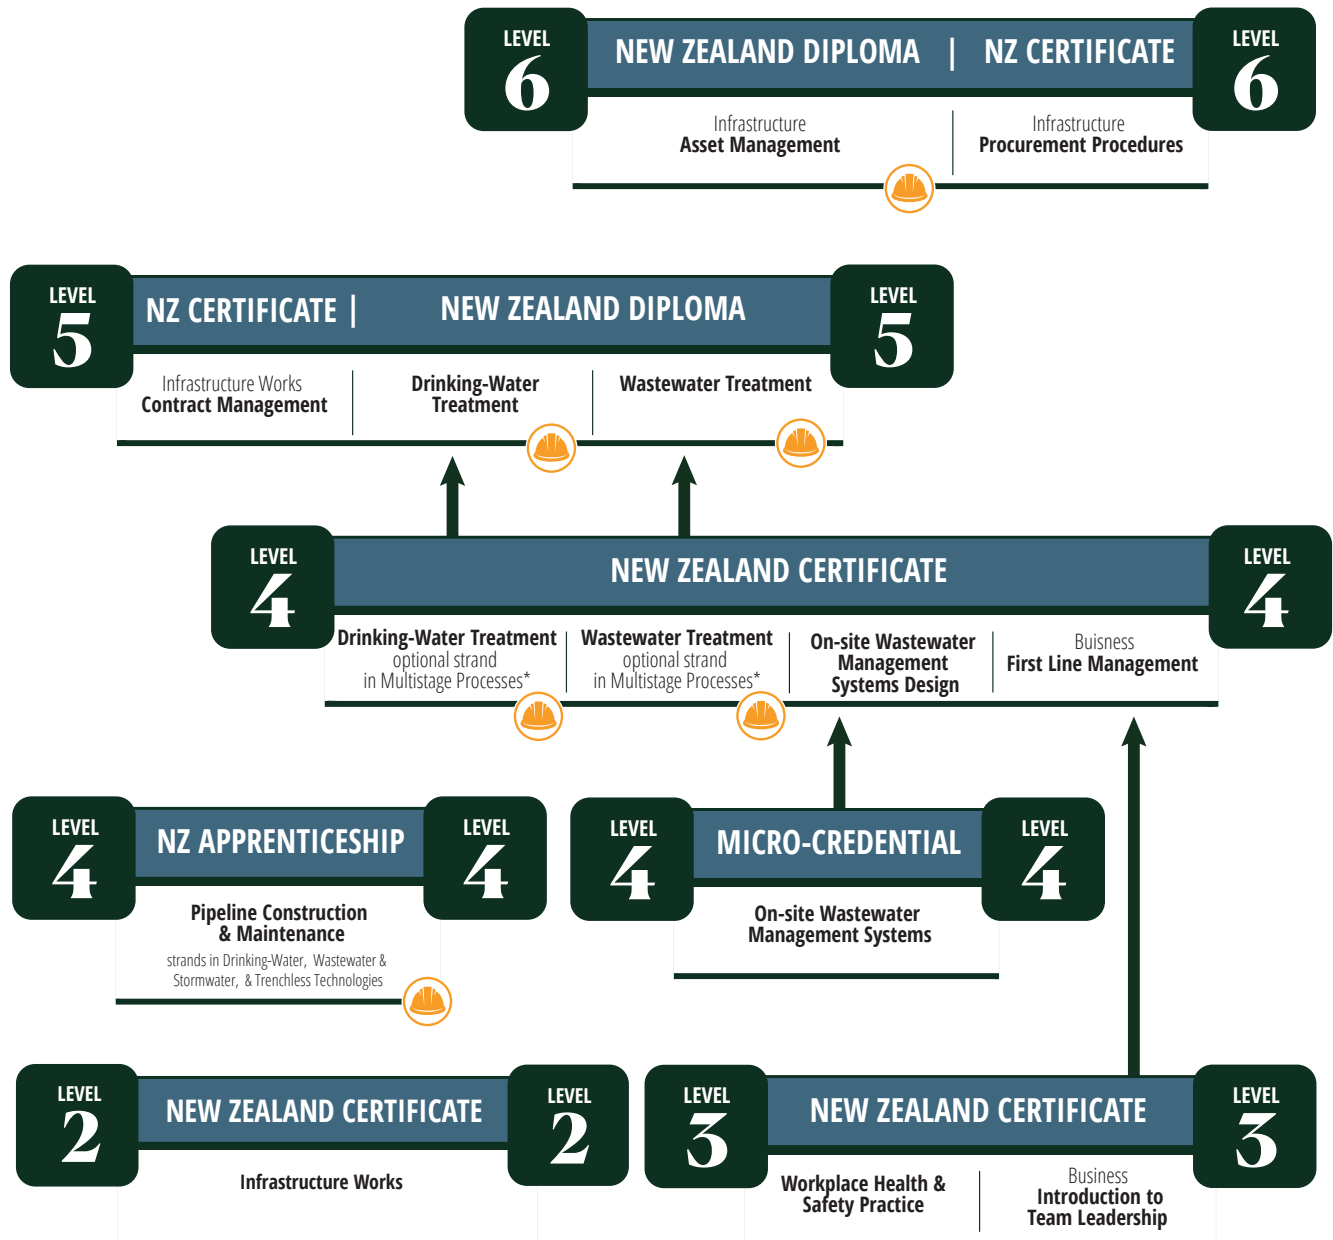 LEVEL
6
NEW ZEALAND DIPLOMA | NZ CERTIFICATE
LEVEL
6
Infrastructure
Asset Management
Infrastructure
Procurement Procedures
LEVEL
5
NZ CERTIFICATE | NEW ZEALAND DIPLOMA
LEVEL
5
Infrastructure Works
Contract Management
Drinking-Water
Treatment
Wastewater Treatment
LEVEL
4
NEW ZEALAND CERTIFICATE
LEVEL
4
Drinking-Water Treatment
optional strand
in Multistage Processes*
Wastewater Treatment
optional strand
in Multistage Processes*
On-site Wastewater
Management
Systems Design
Buisness
First Line Management
LEVEL
4
NZ APPRENTICESHIP
LEVEL
4
Pipeline Construction
& Maintenance
strands in Drinking-Water, Wastewater &
Stormwater, & Trenchless Technologies
LEVEL
4
MICRO-CREDENTIAL
LEVEL
4
On-site Wastewater
Management Systems
LEVEL
2
NEW ZEALAND CERTIFICATE
LEVEL
2
Infrastructure Works
LEVEL
3
NEW ZEALAND CERTIFICATE
LEVEL
3
Workplace Health &
Safety Practice
Business
Introduction to
Team Leadership